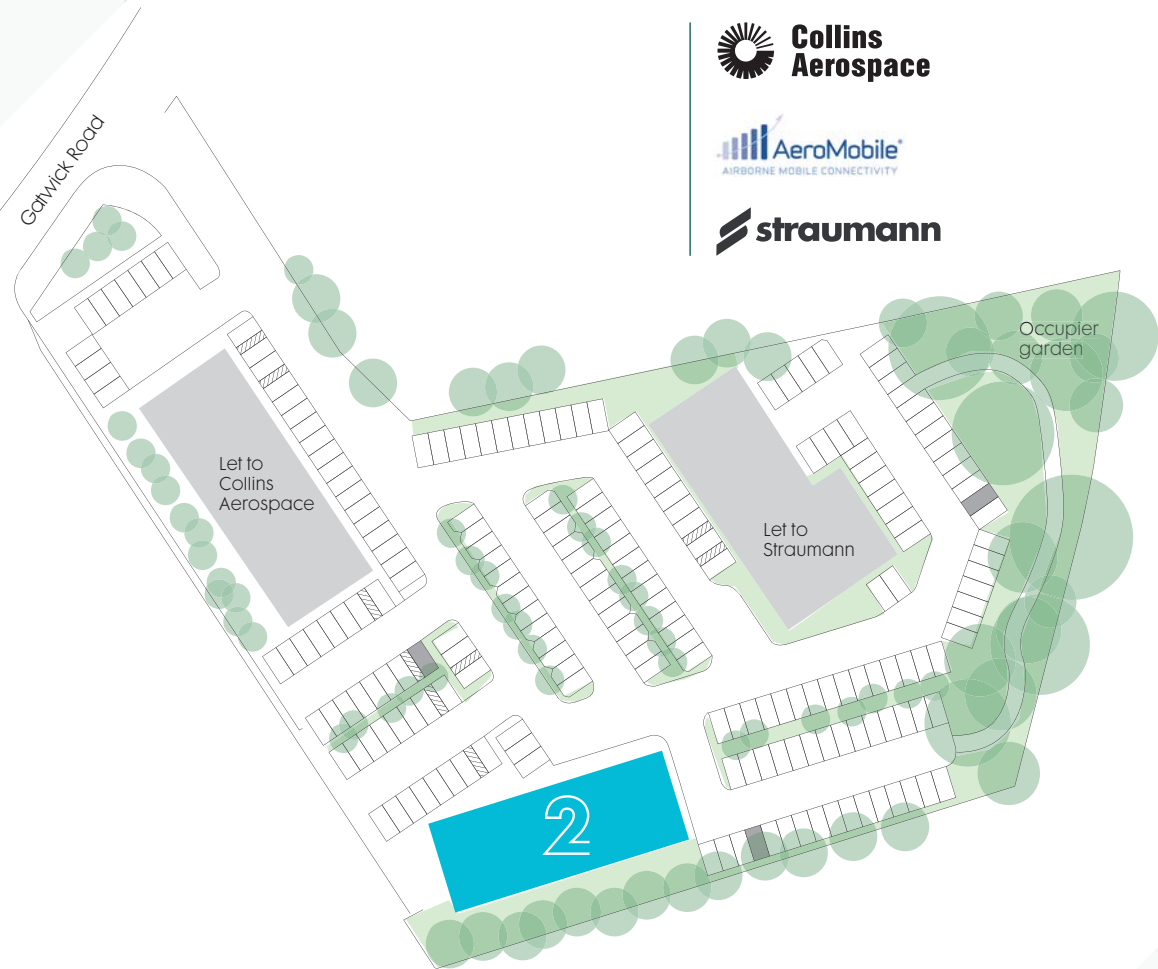 Collins
Aerospace
AeroMobile®
AIRBORNE MOBILE CONNECTIVITY
straumann
Gatwick Road
Occupier
garden
Let to
Collins
Aerospace
Let to
Straumann
2